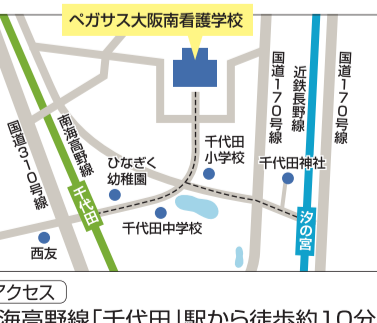 ペガサス大阪南看護学校
国道310号線
南海高野線
千代田
ひなぎく
幼稚園
千代田
小学校
千代田中学校
西友
国道170号線
近鉄長野線
国道170号線
千代田神社
汐の宮
アクセス
海高野線「千代田」駅から徒歩約10分